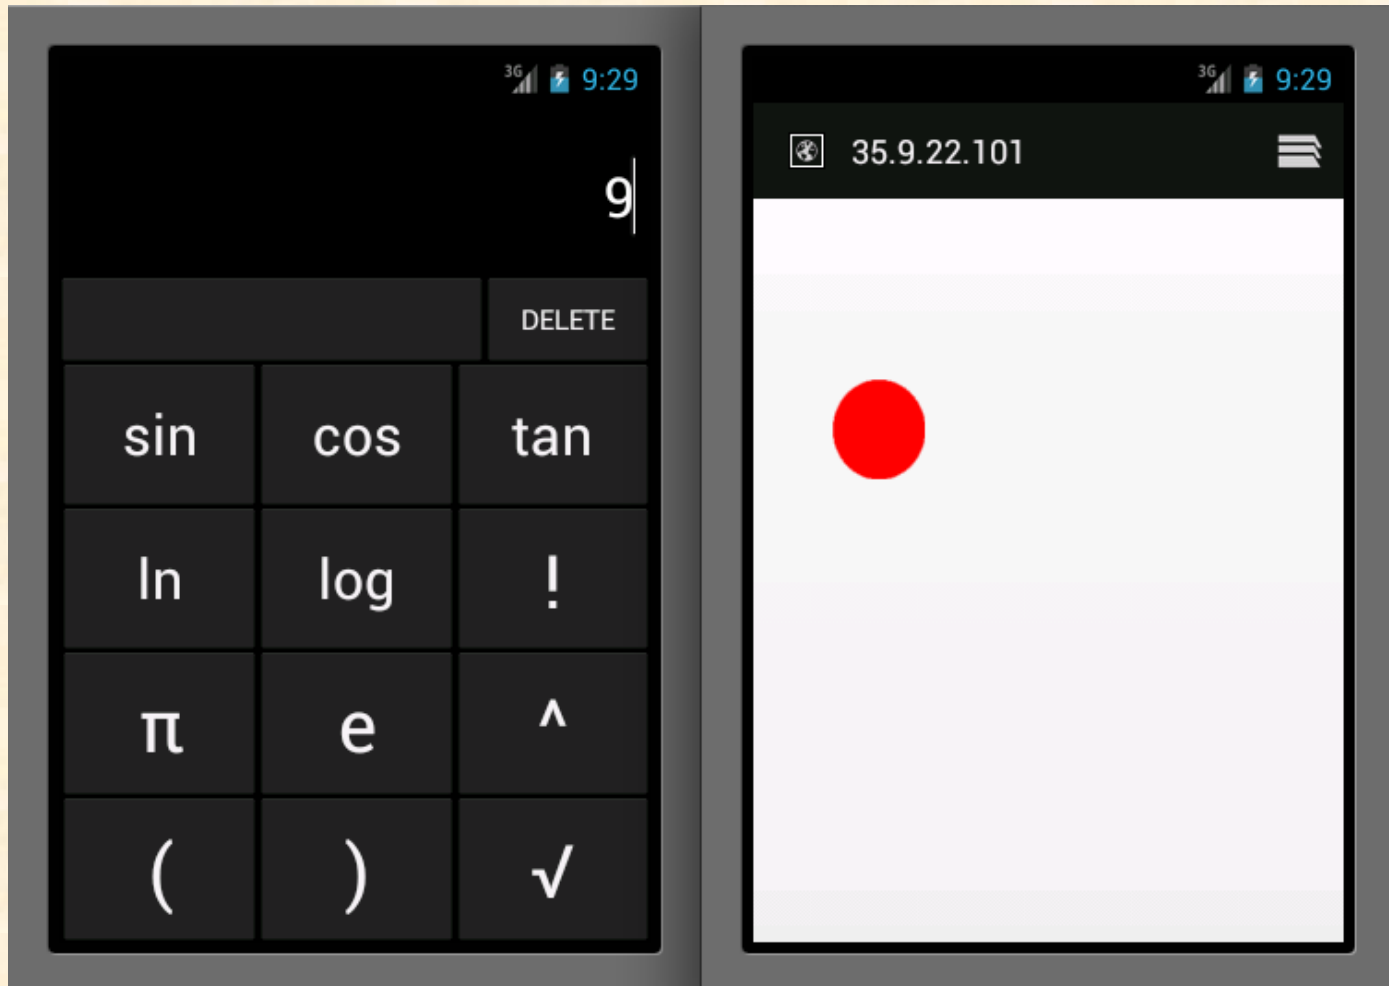 3G 9:29
9
DELETE
sin cos tan
ln log !
π e ^
( ) √
3G 9:29
35.9.22.101